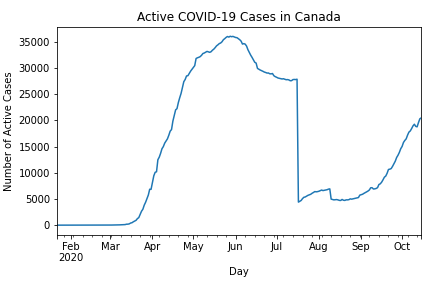 Active COVID-19 Cases in Canada
Number of Active Cases
35000
30000
25000
20000
15000
10000
5000
0
Feb Mar Apr May Jun Jul Aug Sep Oct
2020
Day